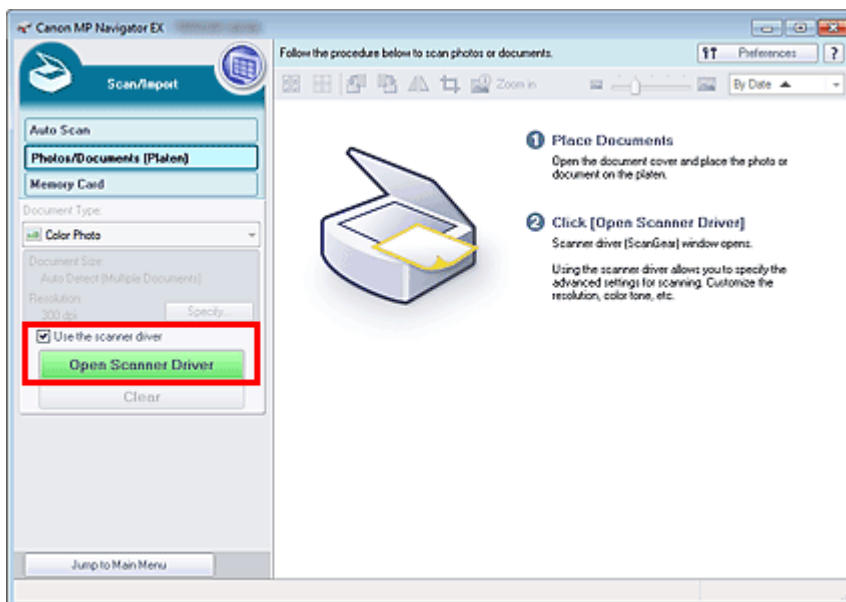 Canon MP Navigator EX
Scan/Import
Follow the procedure below to scan photos or documents.
Preferences
?
Zoom in
By Date
Auto Scan
Photos/Documents (Platen)
Memory Card
Document Type:
Color Photo
Document Size:
Auto Detect (Multiple Documents)
Resolution:
300 dpi
Specify...
Use the scanner driver
Open Scanner Driver
Clear
Jump to Main Menu
1 Place Documents
Open the document cover and place the photo or
document on the platen.
2 Click [Open Scanner Driver]
Scanner driver (ScanGear) window opens.
Using the scanner driver allows you to specify the
advanced settings for scanning. Customize the
resolution, color tone, etc.